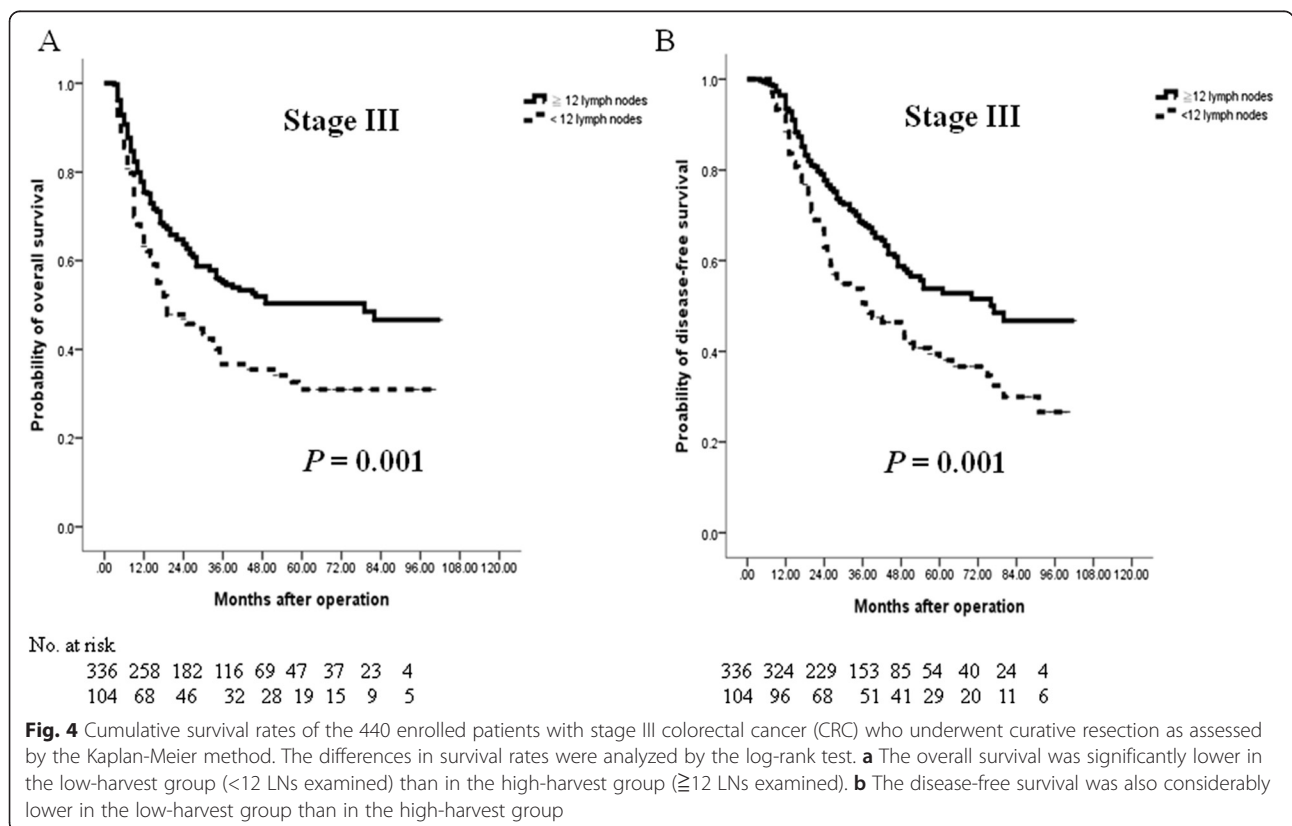 A
Stage III
≧ 12 lymph nodes
< 12 lymph nodes
Probability of overall survival
1.0
0.8
0.6
0.4
0.2
0.0
P = 0.001
.00 12.00 24.00 36.00 48.00 60.00 72.00 84.00 96.00 108.00 120.00
Months after operation
No. at risk
336 258 182 116 69 47 37 23 4
104 68 46 32 28 19 15 9 5
B
Stage III
≧ 12 lymph nodes
<12 lymph nodes
Proability of disease-free survival
1.0
0.8
0.6
0.4
0.2
0.0
P = 0.001
.00 12.00 24.00 36.00 48.00 60.00 72.00 84.00 96.00 108.00 120.00
Months after operation
336 324 229 153 85 54 40 24 4
104 96 68 51 41 29 20 11 6
Fig. 4 Cumulative survival rates of the 440 enrolled patients with stage III colorectal cancer (CRC) who underwent curative resection as assessed
by the Kaplan-Meier method. The differences in survival rates were analyzed by the log-rank test. a The overall survival was significantly lower in
the low-harvest group (<12 LNs examined) than in the high-harvest group (≧12 LNs examined). b The disease-free survival was also considerably
lower in the low-harvest group than in the high-harvest group